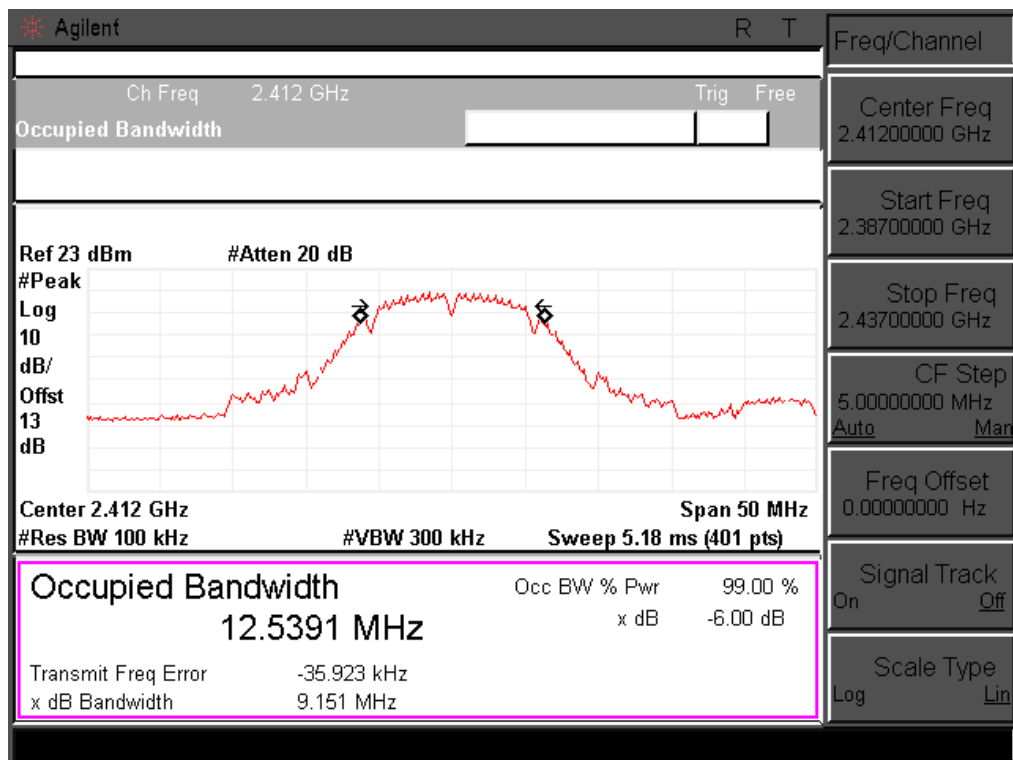 Agilent R T
Ch Freq 2.412 GHz Trig Free
Occupied Bandwidth
Ref 23 dBm #Atten 20 dB
#Peak
Log
10
dB/
Offst
13
dB
Center 2.412 GHz Span 50 MHz
#Res BW 100 kHz #VBW 300 kHz Sweep 5.18 ms (401 pts)
Occupied Bandwidth Occ BW % Pwr 99.00 %
12.5391 MHz x dB -6.00 dB
Transmit Freq Error -35.923 kHz
x dB Bandwidth 9.151 MHz
Freq/Channel
Center Freq
2.41200000 GHz
Start Freq
2.38700000 GHz
Stop Freq
2.43700000 GHz
CF Step
5.00000000 MHz
Auto Man
Freq Offset
0.00000000 Hz
Signal Track
On Off
Scale Type
Log Lin